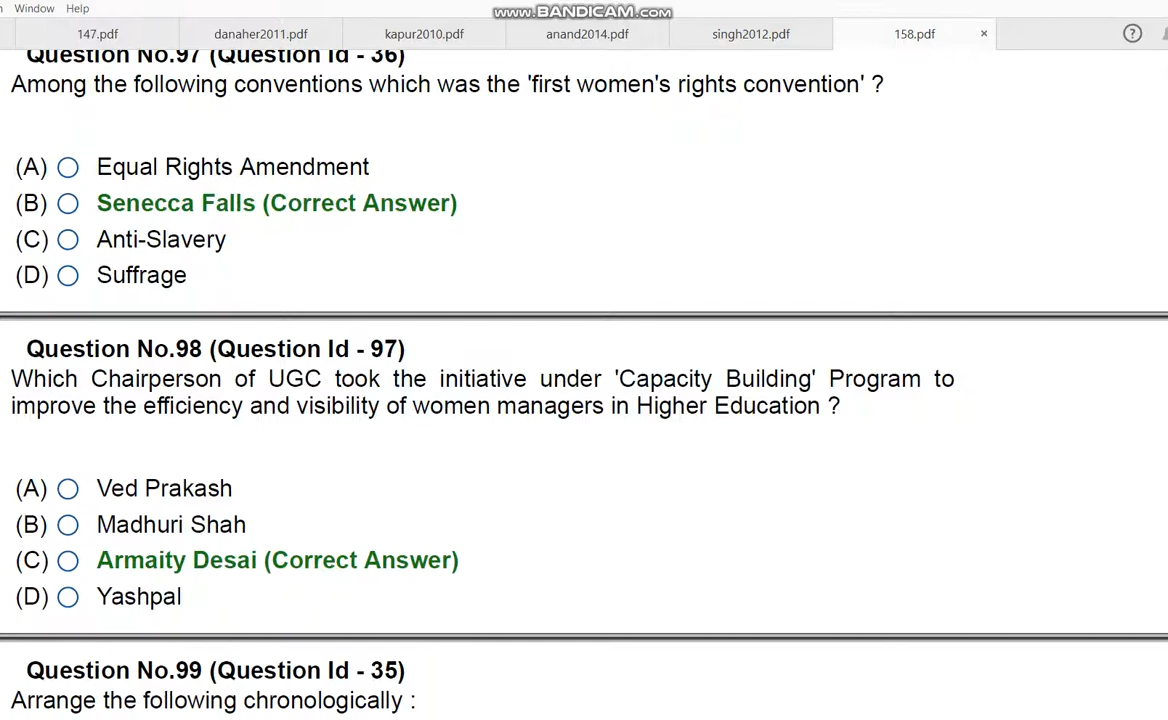 Window Help
www.BANDICAM.com
147.pdf danaher2011.pdf kapur2010.pdf anand2014.pdf singh2012.pdf 158.pdf × ?
Question No.97 (Question Id - 36)
Among the following conventions which was the 'first women's rights convention' ?
(A) Equal Rights Amendment
(B) Senecca Falls (Correct Answer)
(C) Anti-Slavery
(D) Suffrage
Question No.98 (Question Id - 97)
Which Chairperson of UGC took the initiative under 'Capacity Building' Program to
improve the efficiency and visibility of women managers in Higher Education ?
(A) Ved Prakash
(B) Madhuri Shah
(C) Armaity Desai (Correct Answer)
(D) Yashpal
Question No.99 (Question Id - 35)
Arrange the following chronologically :